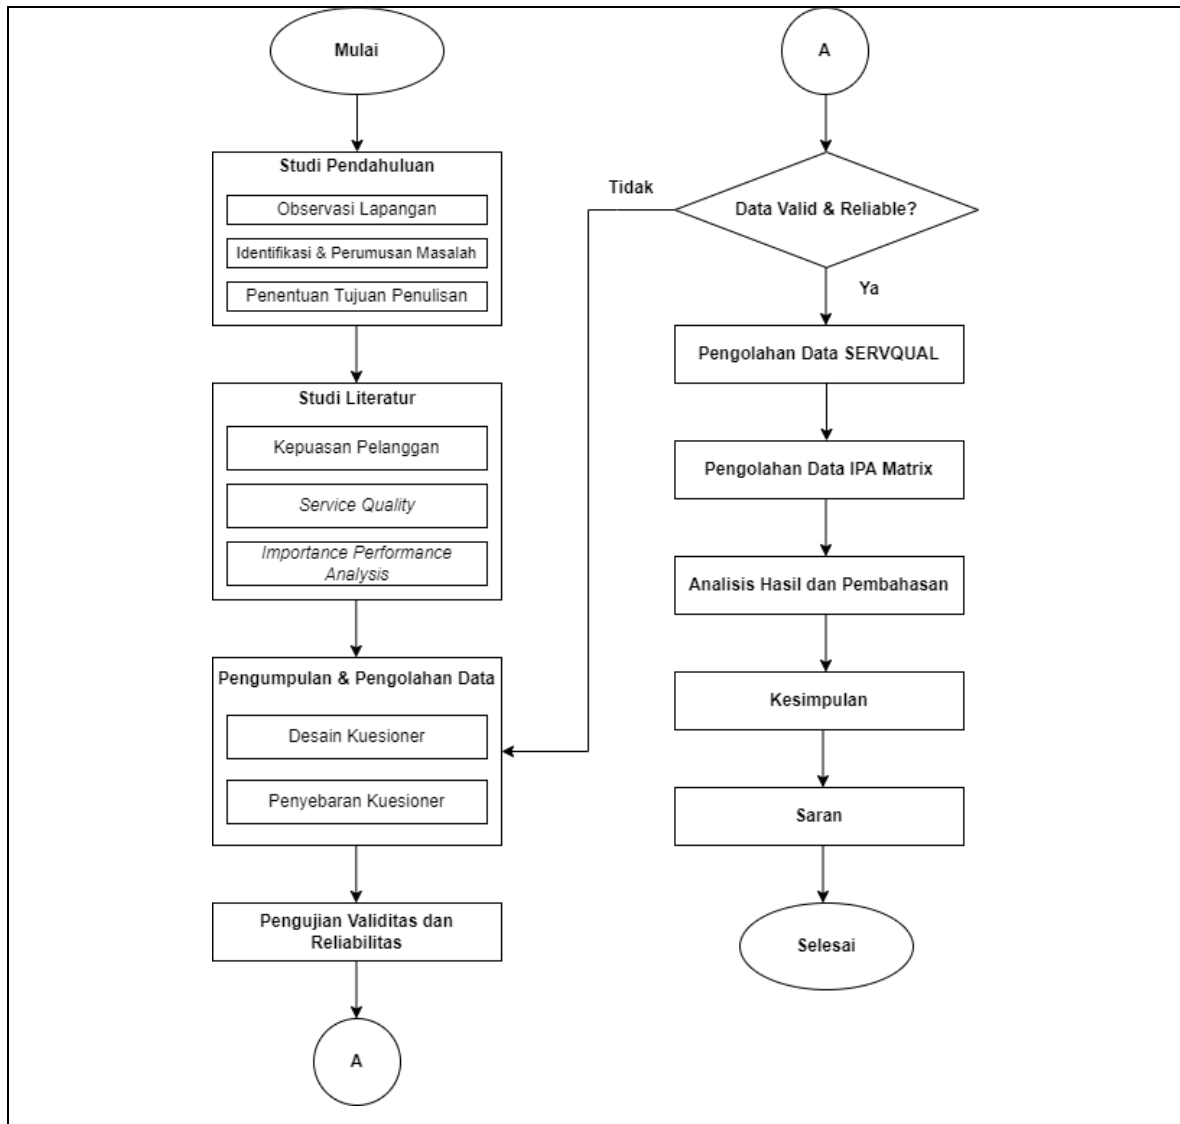 Mulai
Studi Pendahuluan
Observasi Lapangan
Identifikasi & Perumusan Masalah
Penentuan Tujuan Penulisan
Studi Literatur
Kepuasan Pelanggan
Service Quality
Importance Performance
Analysis
Pengumpulan & Pengolahan Data
Desain Kuesioner
Penyebaran Kuesioner
Pengujian Validitas dan
Reliabilitas
A
A
Data Valid & Reliable?
Tidak
Ya
Pengolahan Data SERVQUAL
Pengolahan Data IPA Matrix
Analisis Hasil dan Pembahasan
Kesimpulan
Saran
Selesai